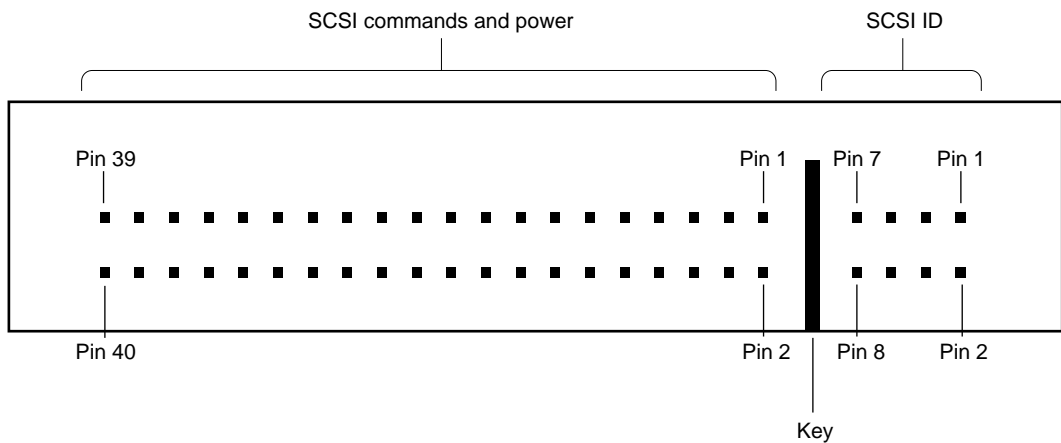 SCSI commands and power
SCSI ID
Pin 39
Pin 1
Pin 7
Pin 1
Pin 40
Pin 2
Pin 8
Pin 2
Key